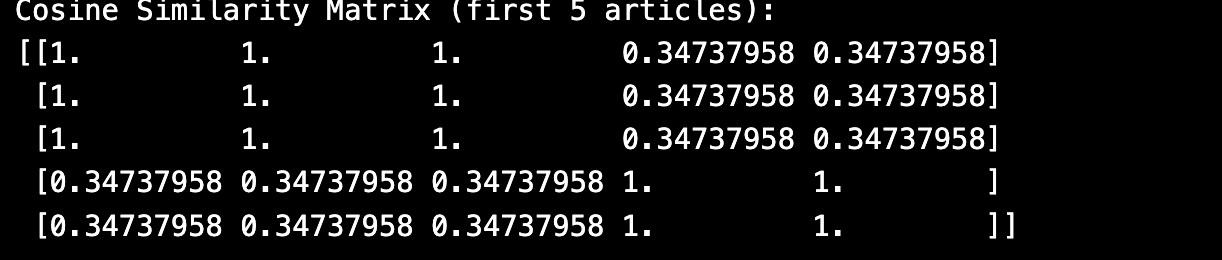 Cosine Similarity Matrix (first 5 articles):
[[1.         1.         1.         0.34737958 0.34737958]
 [1.         1.         1.         0.34737958 0.34737958]
 [1.         1.         1.         0.34737958 0.34737958]
 [0.34737958 0.34737958 0.34737958 1.         1.        ]
 [0.34737958 0.34737958 0.34737958 1.         1.        ]]